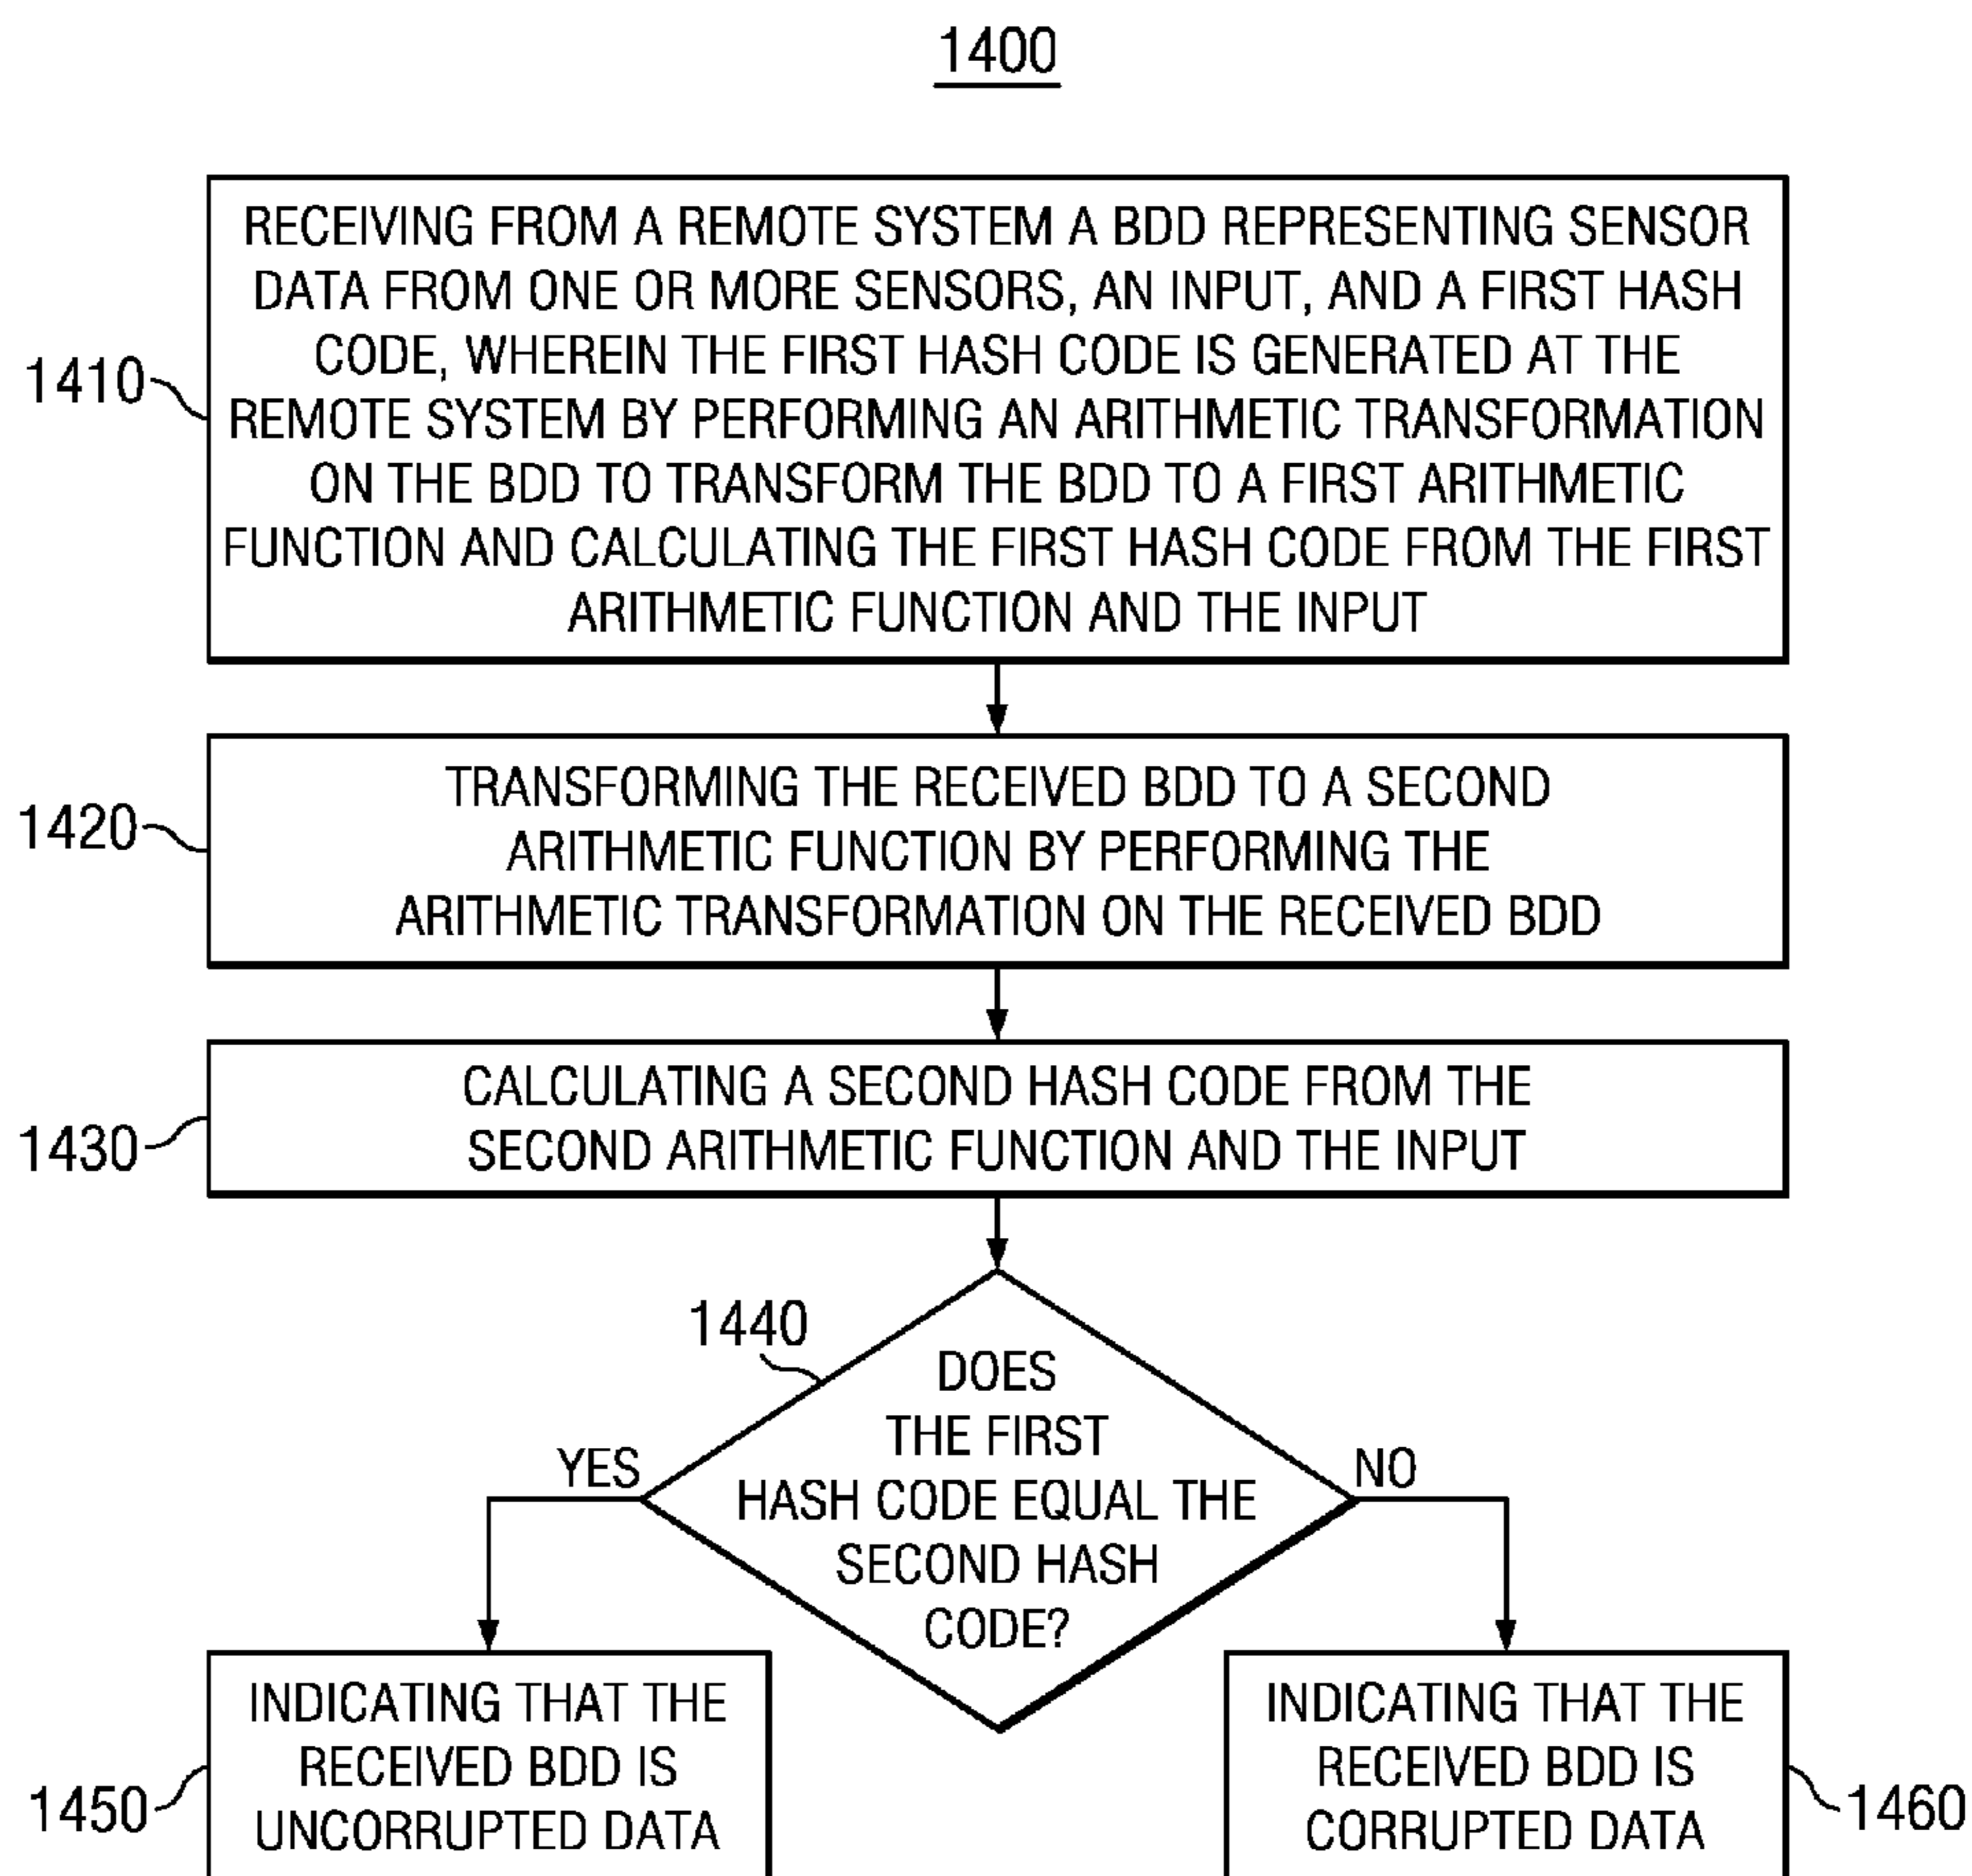 1400
RECEIVING FROM A REMOTE SYSTEM A BDD REPRESENTING SENSOR
DATA FROM ONE OR MORE SENSORS, AN INPUT, AND A FIRST HASH
CODE, WHEREIN THE FIRST HASH CODE IS GENERATED AT THE
REMOTE SYSTEM BY PERFORMING AN ARITHMETIC TRANSFORMATION
ON THE BDD TO TRANSFORM THE BDD TO A FIRST ARITHMETIC
FUNCTION AND CALCULATING THE FIRST HASH CODE FROM THE FIRST
ARITHMETIC FUNCTION AND THE INPUT
1410
TRANSFORMING THE RECEIVED BDD TO A SECOND
ARITHMETIC FUNCTION BY PERFORMING THE
ARITHMETIC TRANSFORMATION ON THE RECEIVED BDD
1420
CALCULATING A SECOND HASH CODE FROM THE
SECOND ARITHMETIC FUNCTION AND THE INPUT
1430
1440
DOES
THE FIRST
HASH CODE EQUAL THE
SECOND HASH
CODE?
YES
NO
INDICATING THAT THE
RECEIVED BDD IS
UNCORRUPTED DATA
1450
INDICATING THAT THE
RECEIVED BDD IS
CORRUPTED DATA
1460